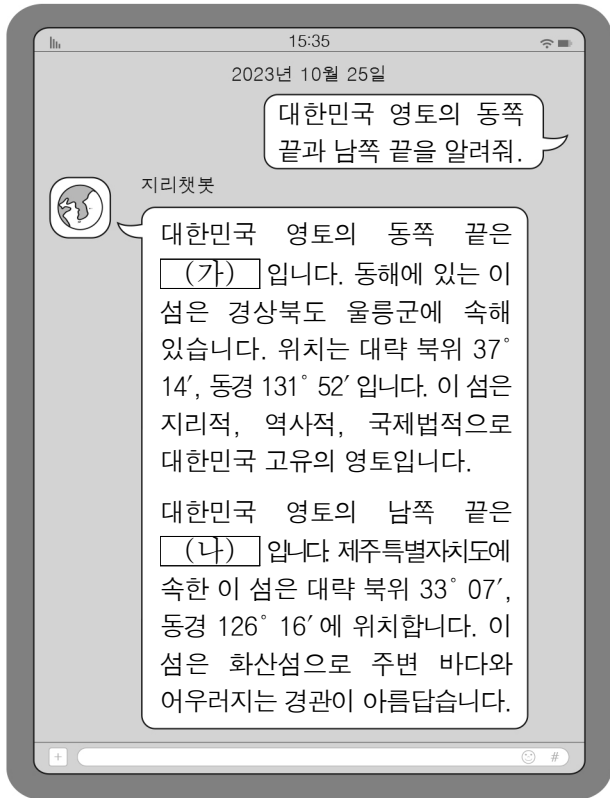 15:35
2023년 10월 25일
대한민국 영토의 동쪽
끝과 남쪽 끝을 알려줘.
지리챗봇
대한민국 영토의 동쪽 끝은
(가) 입니다. 동해에 있는 이
섬은 경상북도 울릉군에 속해
있습니다. 위치는 대략 북위 37°
14′, 동경 131° 52′ 입니다. 이 섬은
지리적, 역사적, 국제법적으로
대한민국 고유의 영토입니다.
대한민국 영토의 남쪽 끝은
(나) 입니다. 제주특별자치도에
속한 이 섬은 대략 북위 33° 07′,
동경 126° 16′ 에 위치합니다. 이
섬은 화산섬으로 주변 바다와
어우러지는 경관이 아름답습니다.
+ #